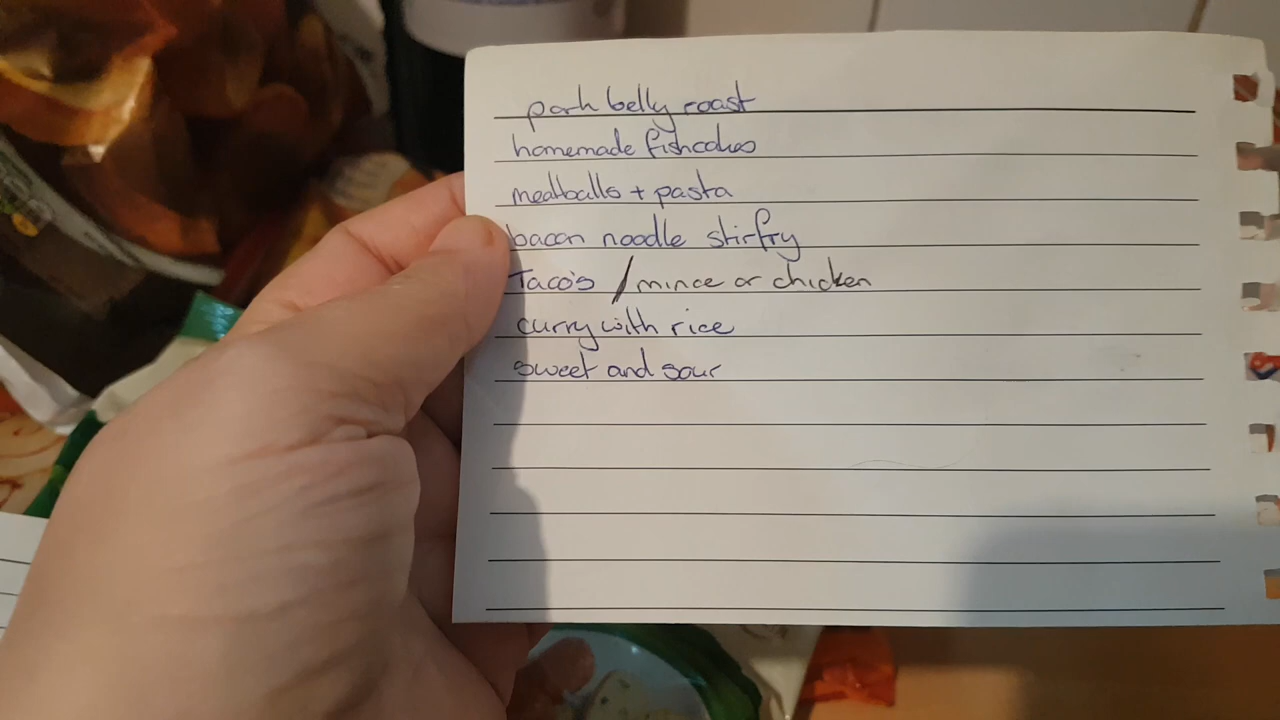 pork belly roast
homemade fishcakes
meatballs + pasta
bacon noodle stirfry
Taco's / mince or chicken
curry with rice
sweet and sour